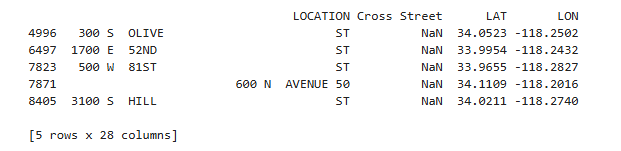 LOCATION Cross Street LAT LON
4996 300 S OLIVE ST NaN 34.0523 -118.2502
6497 1700 E 52ND ST NaN 33.9954 -118.2432
7823 500 W 81ST ST NaN 33.9655 -118.2827
7871 600 N AVENUE 50 NaN 34.1109 -118.2016
8405 3100 S HILL ST NaN 34.0211 -118.2740
[5 rows x 28 columns]